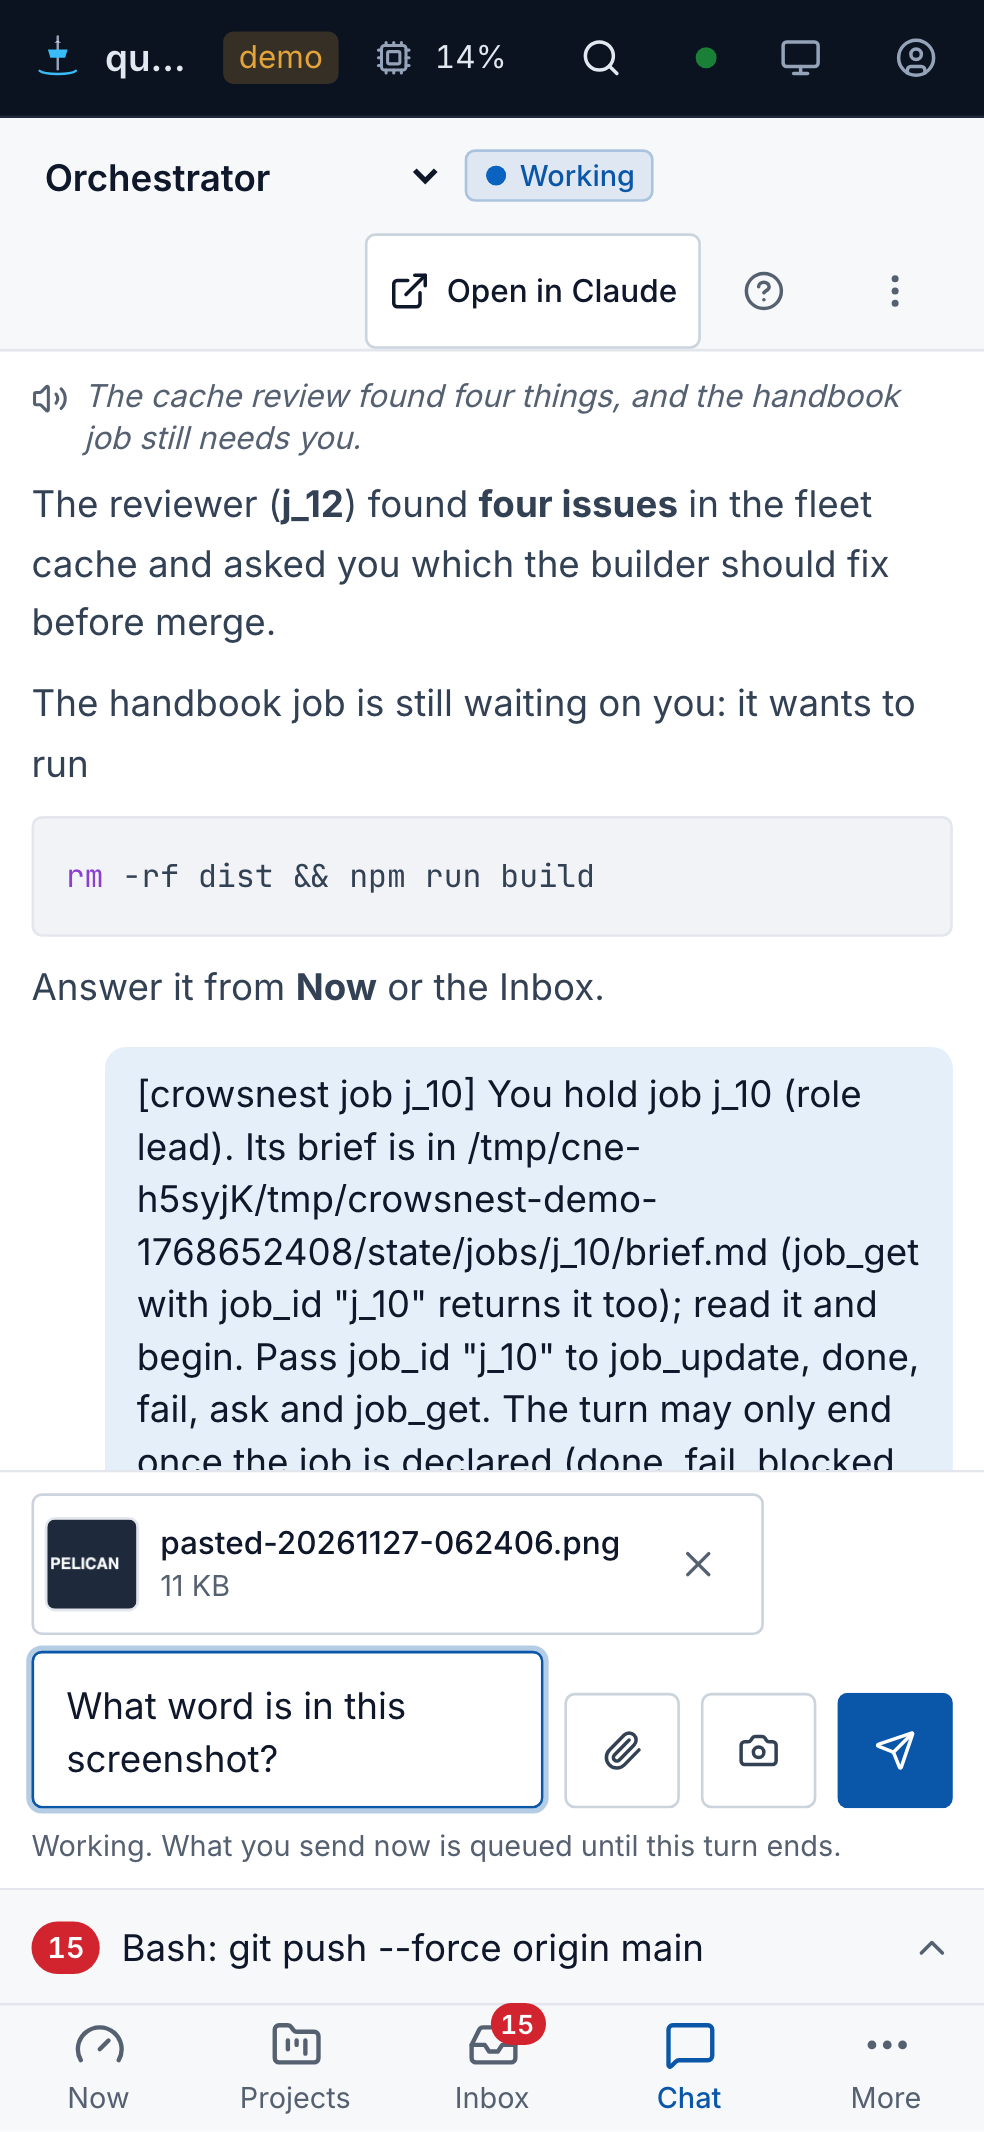 qu...
demo
14%
Orchestrator
Working
Open in Claude
The cache review found four things, and the handbook
job still needs you.
The reviewer (j_12) found four issues in the fleet
cache and asked you which the builder should fix
before merge.
The handbook job is still waiting on you: it wants to
run
rm -rf dist && npm run build
Answer it from Now or the Inbox.
[crowsnest job j_10] You hold job j_10 (role
lead). Its brief is in /tmp/cne-
h5syjK/tmp/crowsnest-demo-
1768652408/state/jobs/j_10/brief.md (job_get
with job_id "j_10" returns it too); read it and
begin. Pass job_id "j_10" to job_update, done,
fail, ask and job_get. The turn may only end
once the job is declared (done, fail, blocked
PELICAN
pasted-20261127-062406.png
11 KB
What word is in this
screenshot?
Working. What you send now is queued until this turn ends.
15 Bash: git push --force origin main
15
Now
Projects
Inbox
Chat
More